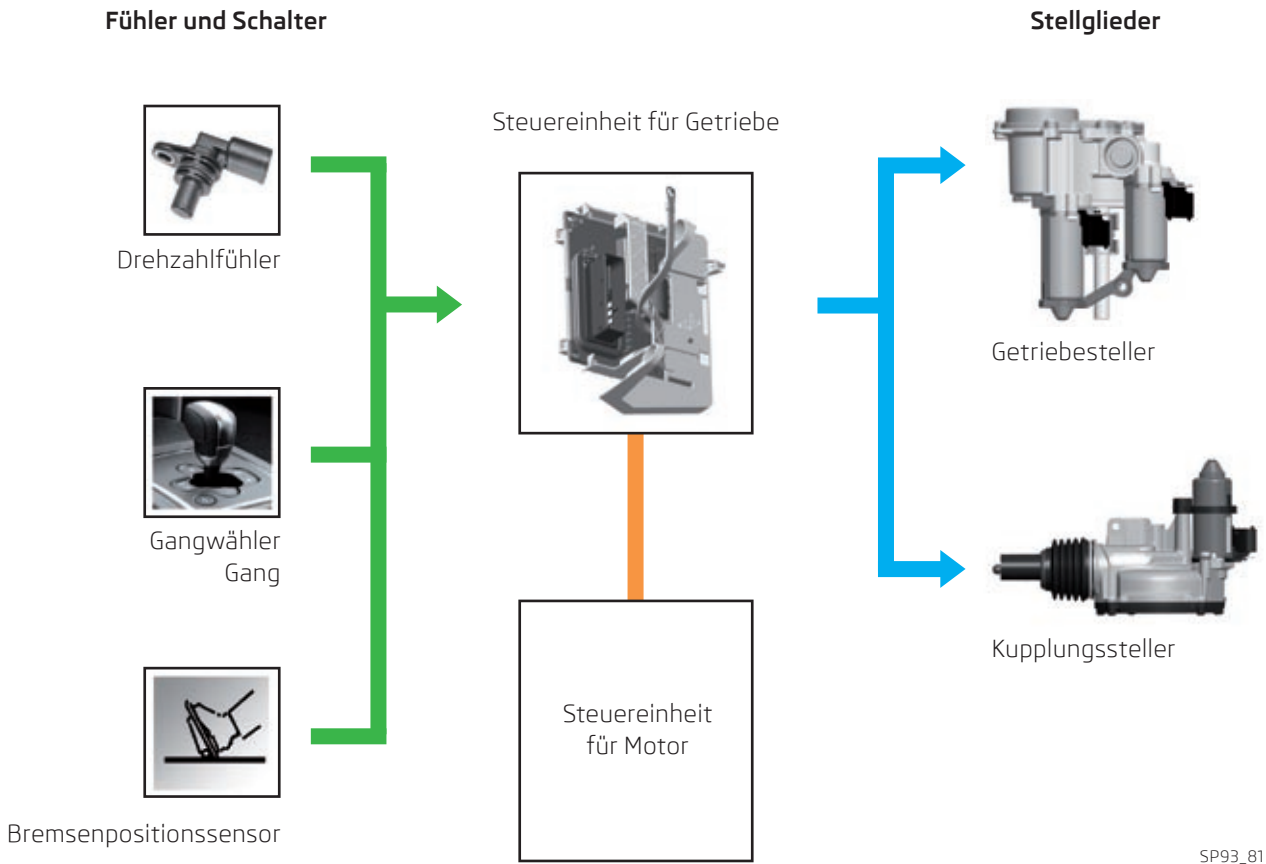 Fühler und Schalter
Stellglieder
Steuereinheit für Getriebe
Drehzahlfühler
Getriebesteller
Gangwähler
Gang
Kupplungssteller
Steuereinheit
für Motor
Bremsenpositionssensor
SP93_81